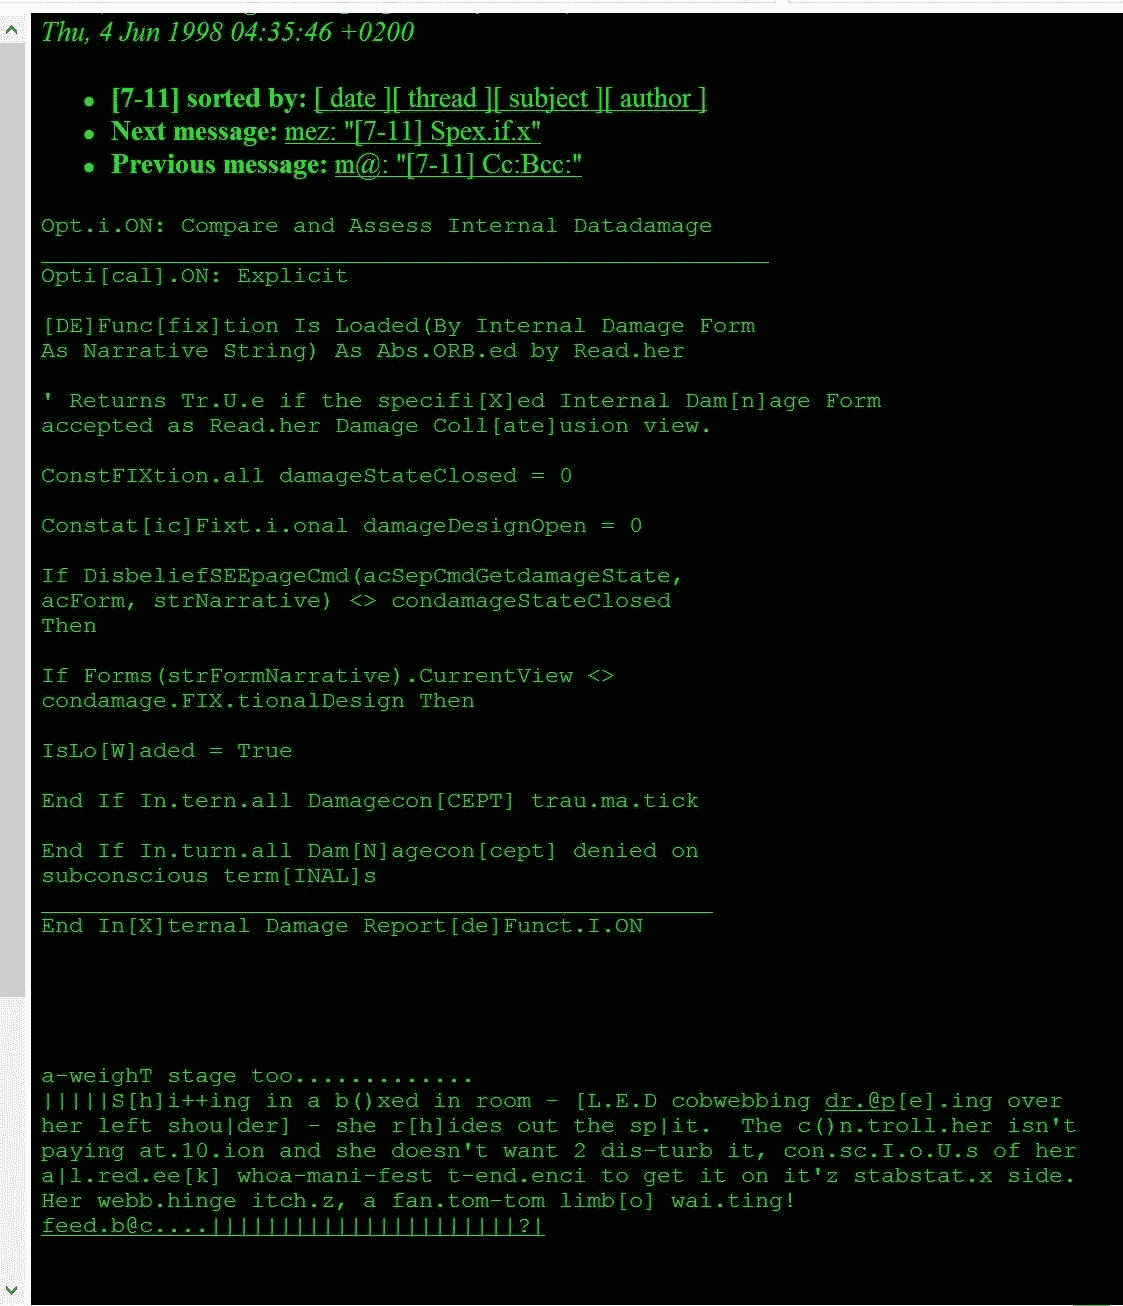 Thu, 4 Jun 1998 04:35:46 +0200
[7-11] sorted by: [ date ][ thread ][ subject ][ author ]
Next message: mez: "[7-11] Spex.if.x"
Previous message: m@: "[7-11] Cc:Bcc:"
Opt.i.ON: Compare and Assess Internal Datadamage
Opti[cal].ON: Explicit
[DE]Func[fix]tion Is Loaded(By Internal Damage Form
As Narrative String) As Abs.ORB.ed by Read.her
' Returns Tr.U.e if the specifi[X]ed Internal Dam[n]age Form
accepted as Read.her Damage Coll[ate]usion view.
ConstFIXtion.all damageStateClosed = 0
Constat[ic]Fixt.i.onal damageDesignOpen = 0
If DisbeliefSEEpageCmd(acSepCmdGetdamageState,
acForm, strNarrative) <> condamageStateClosed
Then
If Forms(strFormNarrative).CurrentView <>
condamage.FIX.tionalDesign Then
IsLo[W]aded = True
End If In.tern.all Damagecon[CEPT] trau.ma.tick
End If In.turn.all Dam[N]agecon[cept] denied on
subconscious term[INAL]s
End In[X]ternal Damage Report[de]Funct.I.ON
a-weighT stage too.............
|||||S[h]i++ing in a b()xed in room - [L.E.D cobwebbing dr.@p[e].ing over
her left shou|der] - she r[h]ides out the sp|it.  The c()n.troll.her isn't
paying at.10.ion and she doesn't want 2 dis-turb it, con.sc.I.o.U.s of her
a|l.red.ee[k] whoa-mani-fest t-end.enci to get it on it'z stabstat.x side.
Her webb.hinge itch.z, a fan.tom-tom limb[o] wai.ting!
feed.b@c....||||||||||||||||||||||?|